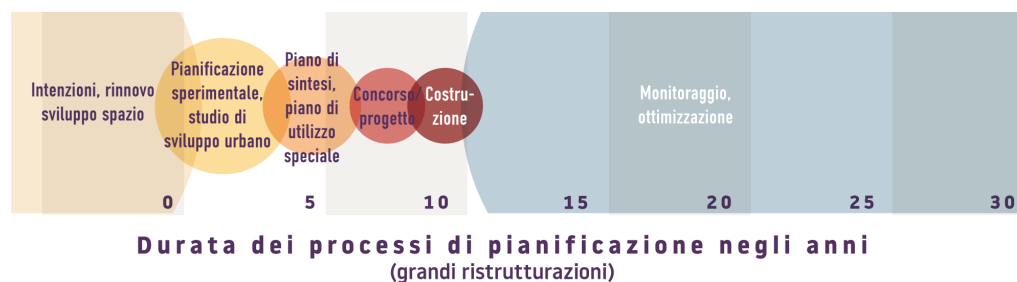 Intenzioni, rinnovo
sviluppo spazio
Pianificazione
sperimentale,
studio di
sviluppo urbano
Piano di
sintesi,
piano di
utilizzo
speciale
Concorso/
progetto
Costru-
zione
Monitoraggio,
ottimizzazione
0 5 10 15 20 25 30
Durata dei processi di pianificazione negli anni
(grandi ristrutturazioni)